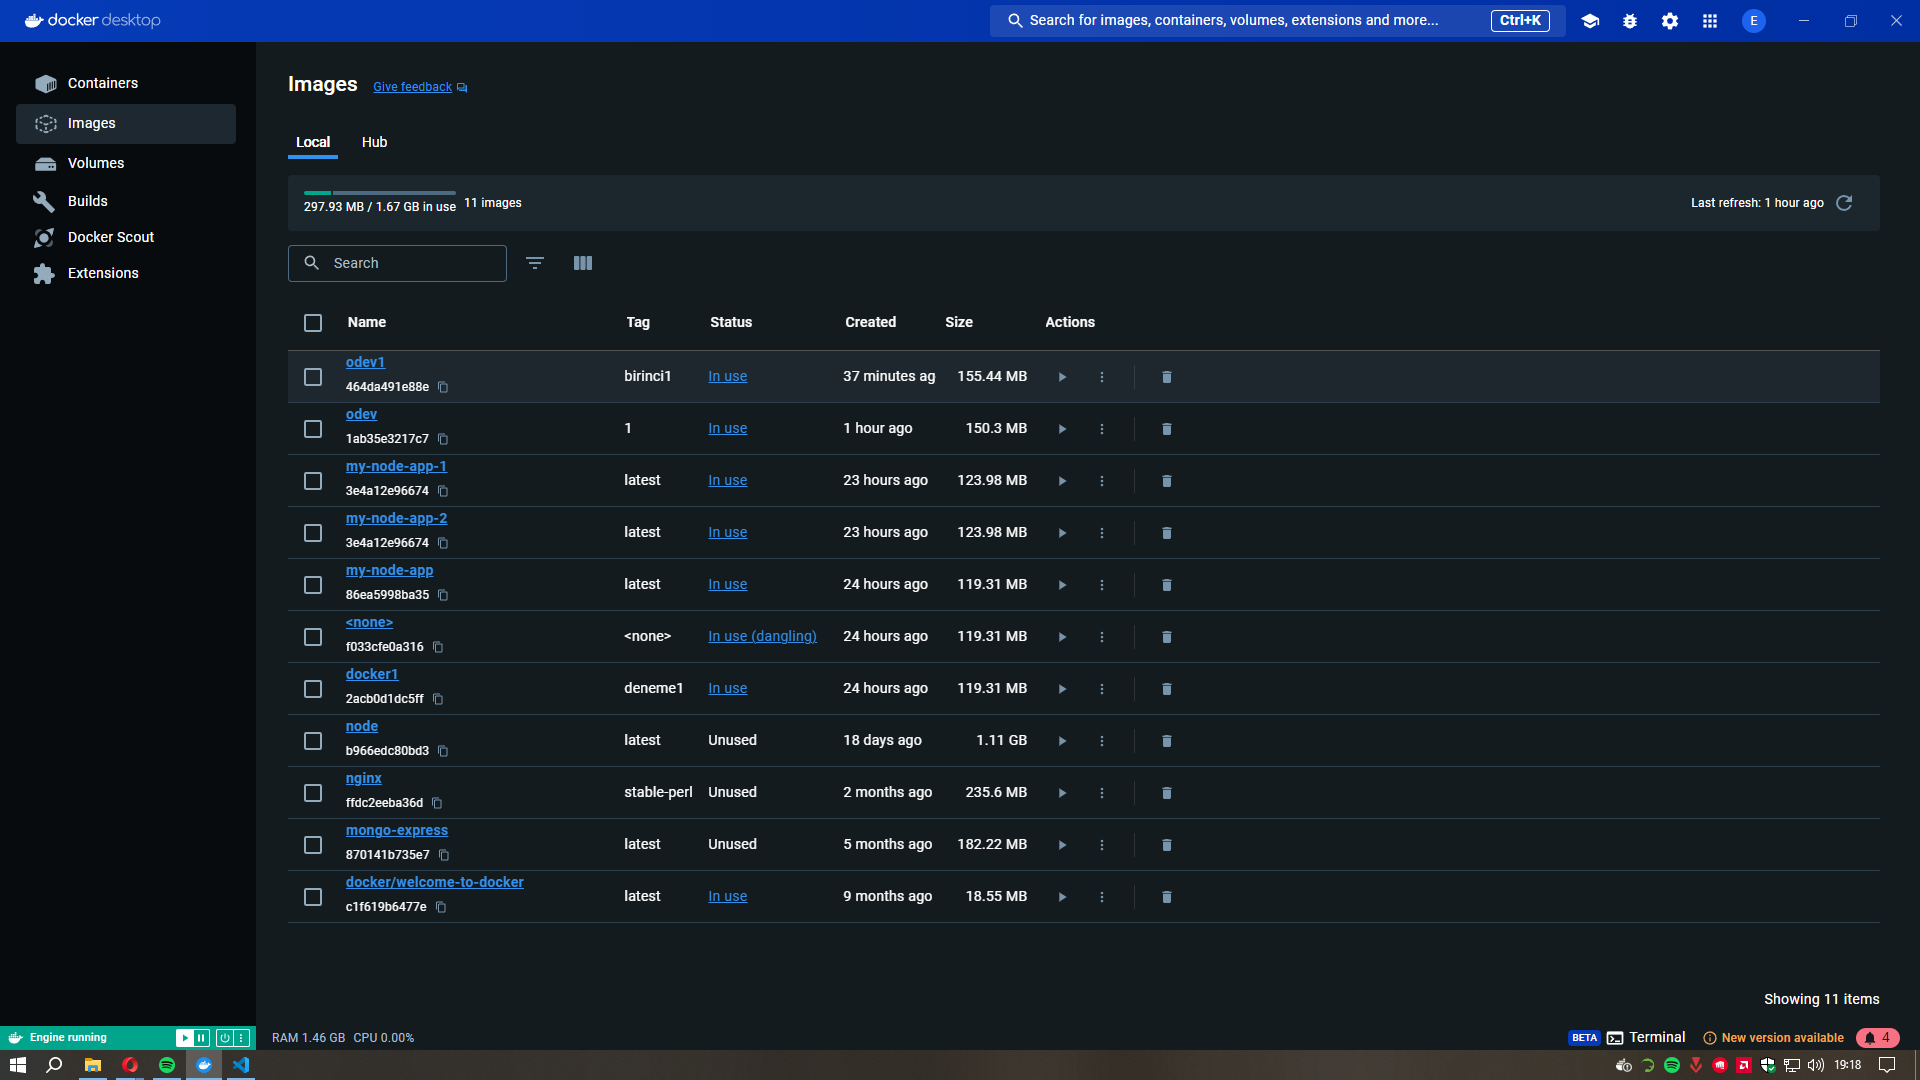 docker desktop
Search for images, containers, volumes, extensions and more... Ctrl+K
E
Containers
Images
Volumes
Builds
Docker Scout
Extensions
Images Give feedback
Local Hub
297.93 MB / 1.67 GB in use 11 images
Last refresh: 1 hour ago
Search
Name Tag Status Created Size Actions
odev1
464da491e88e birinci1 In use 37 minutes ag 155.44 MB
odev
1ab35e3217c7 1 In use 1 hour ago 150.3 MB
my-node-app-1
3e4a12e96674 latest In use 23 hours ago 123.98 MB
my-node-app-2
3e4a12e96674 latest In use 23 hours ago 123.98 MB
my-node-app
86ea5998ba35 latest In use 24 hours ago 119.31 MB
<none>
f033cfe0a316 <none> In use (dangling) 24 hours ago 119.31 MB
docker1
2acb0d1dc5ff deneme1 In use 24 hours ago 119.31 MB
node
b966edc80bd3 latest Unused 18 days ago 1.11 GB
nginx
ffdc2eeba36d stable-perl Unused 2 months ago 235.6 MB
mongo-express
870141b735e7 latest Unused 5 months ago 182.22 MB
docker/welcome-to-docker
c1f619b6477e latest In use 9 months ago 18.55 MB
Showing 11 items
Engine running
RAM 1.46 GB CPU 0.00%
BETA Terminal New version available 4
19:18